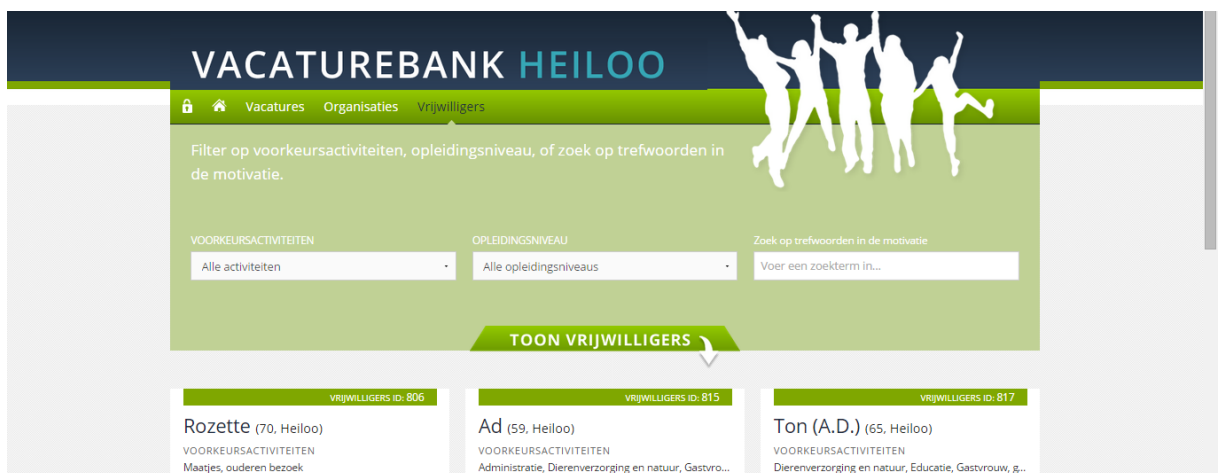 VACATUREBANK HEILOO
Vacatures Organisaties Vrijwilligers
Filter op voorkeursactiviteiten, opleidingsniveau, of zoek op trefwoorden in
de motivatie.
VOORKEURSACTIVITEITEN OPLEIDINGSNIVEAU Zoek op trefwoorden in de motivatie
Alle activiteiten Alle opleidingsniveaus Voer een zoekterm in...
TOON VRIJWILLIGERS
VRIJWILLIGERS ID: 806 VRIJWILLIGERS ID: 815 VRIJWILLIGERS ID: 817
Rozette (70, Heiloo) Ad (59, Heiloo) Ton (A.D.) (65, Heiloo)
VOORKEURSACTIVITEITEN VOORKEURSACTIVITEITEN VOORKEURSACTIVITEITEN
Maatjes, ouderen bezoek Administratie, Dierenverzorging en natuur, Gastvro... Dierenverzorging en natuur, Educatie, Gastvrouw, g...